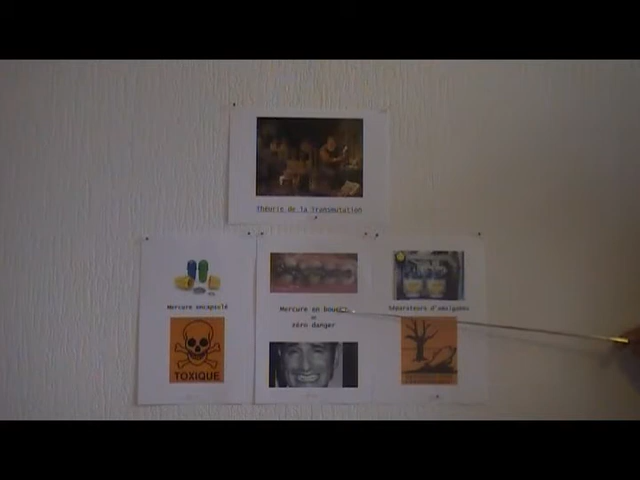 Théorie de la Transmutation
Mercure encapsulé
TOXIQUE
Mercure en bouche
=
zéro danger
Séparateurs d'amalgames